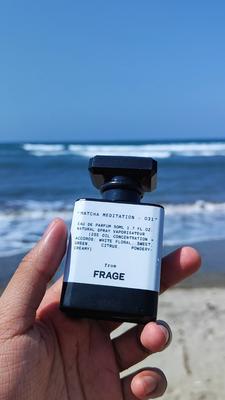 "MATCHA MEDITATION - 031"
EAU DE PARFUM 50ML 1.7 FL OZ
NATURAL SPRAY VAPORISATEUR
(25% OIL CONCENTRATION)
ACCORDS: WHITE FLORAL, SWEET
GREEN CITRUS POWDERY
CREAMY)
from
FRAGE